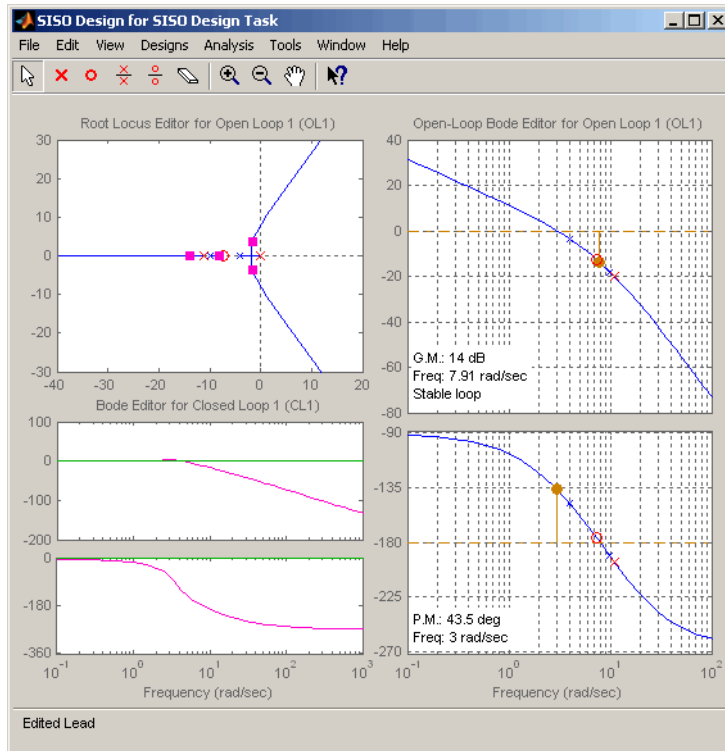 SISO Design for SISO Design Task
File Edit View Designs Analysis Tools Window Help
Root Locus Editor for Open Loop 1 (OL1)
30
20
10
0
-10
-20
-30
-40 -20 0 20
Bode Editor for Closed Loop 1 (CL1)
100
0
-100
-200
0
-180
-360
10^-1 10^0 10^1 10^2 10^3
Frequency (rad/sec)
Open-Loop Bode Editor for Open Loop 1 (OL1)
40
20
0
-20
-40
-60
-80
G.M.: 14 dB
Freq: 7.91 rad/sec
Stable loop
-90
-135
-180
-225
-270
P.M.: 43.5 deg
Freq: 3 rad/sec
10^-1 10^0 10^1 10^2
Frequency (rad/sec)
Edited Lead